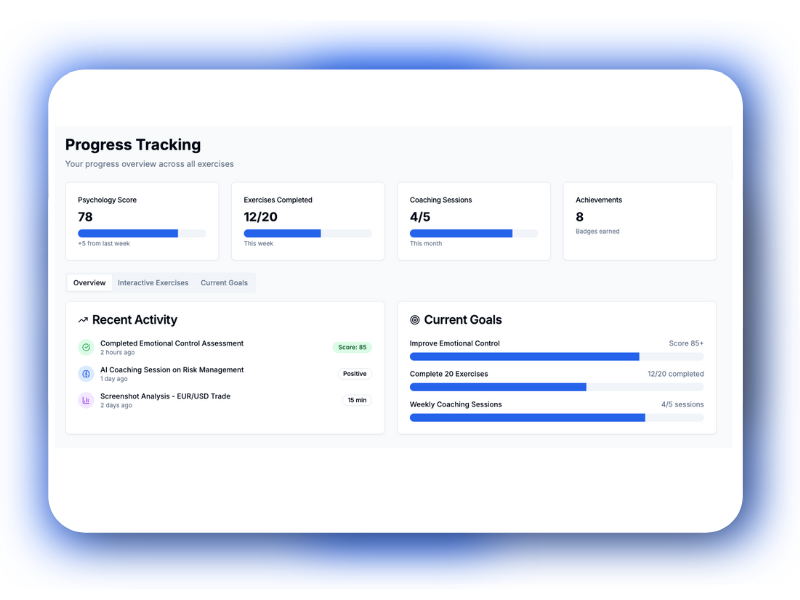 Progress Tracking
Your progress overview across all exercises
Psychology Score
78
+5 from last week
Exercises Completed
12/20
This week
Coaching Sessions
4/5
This month
Achievements
8
Badges earned
Overview
Interactive Exercises
Current Goals
Recent Activity
Completed Emotional Control Assessment
2 hours ago
Score: 85
AI Coaching Session on Risk Management
1 day ago
Positive
Screenshot Analysis - EUR/USD Trade
2 days ago
15 min
Current Goals
Improve Emotional Control
Score 85+
Complete 20 Exercises
12/20 completed
Weekly Coaching Sessions
4/5 sessions